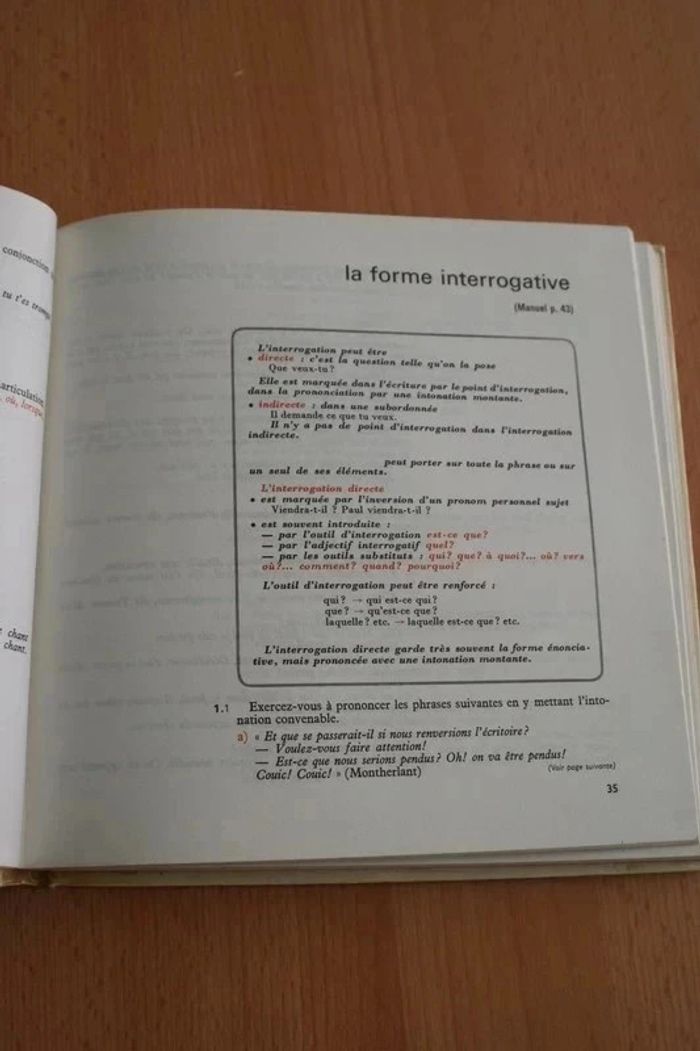 conjonction
tu t'es trompé
articulation
où, lorsque
chant
chant.
la forme interrogative
(Manuel p. 43)
L'interrogation peut être
• directe : c'est la question telle qu'on la pose
Que veux-tu?
Elle est marquée dans l'écriture par le point d'interrogation,
dans la prononciation par une intonation montante.
• indirecte : dans une subordonnée
Il demande ce que tu veux.
Il n'y a pas de point d'interrogation dans l'interrogation
indirecte.
peut porter sur toute la phrase ou sur
un seul de ses éléments.
L'interrogation directe
• est marquée par l'inversion d'un pronom personnel sujet
Viendra-t-il ? Paul viendra-t-il ?
• est souvent introduite :
— par l'outil d'interrogation est-ce que?
— par l'adjectif interrogatif quel?
— par les outils substituts : qui? que? à quoi?... où? vers
où?... comment? quand? pourquoi?
L'outil d'interrogation peut être renforcé :
qui? → qui est-ce qui?
que? → qu'est-ce que?
laquelle? etc. → laquelle est-ce que? etc.
L'interrogation directe garde très souvent la forme énoncia-
tive, mais prononcée avec une intonation montante.
1.1 Exercez-vous à prononcer les phrases suivantes en y mettant l'into-
nation convenable.
a) « Et que se passerait-il si nous renversions l'écritoire?
— Voulez-vous faire attention!
— Est-ce que nous serions pendus? Oh! on va être pendus!
Couic! Couic! » (Montherlant)
(Voir page suivante)
35